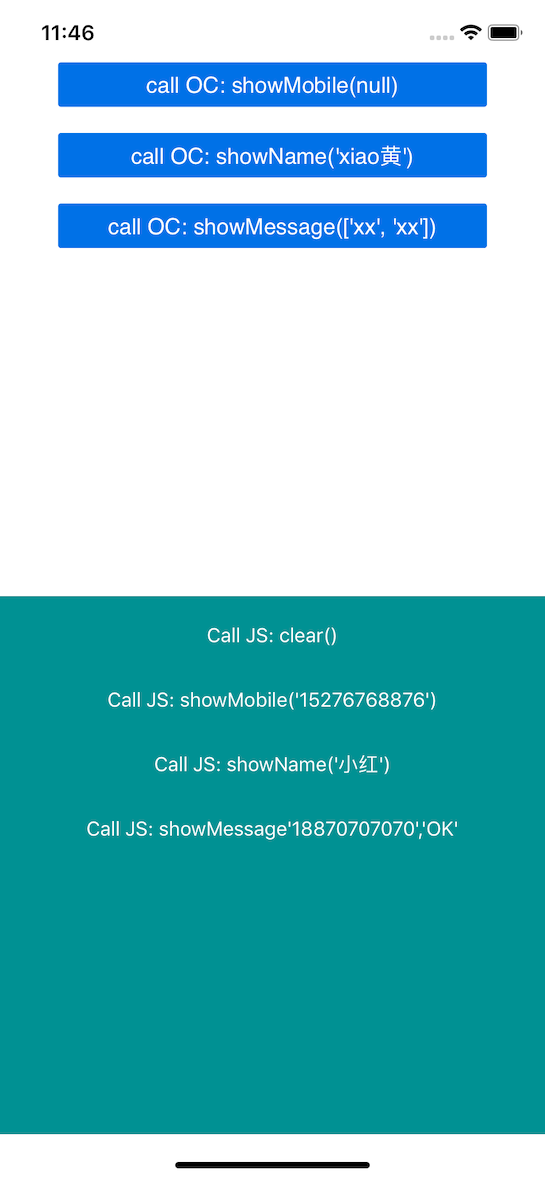 11:46
call OC: showMobile(null)
call OC: showName('xiao黄')
call OC: showMessage(['xx', 'xx'])
Call JS: clear()
Call JS: showMobile('15276768876')
Call JS: showName('小红')
Call JS: showMessage'18870707070','OK'